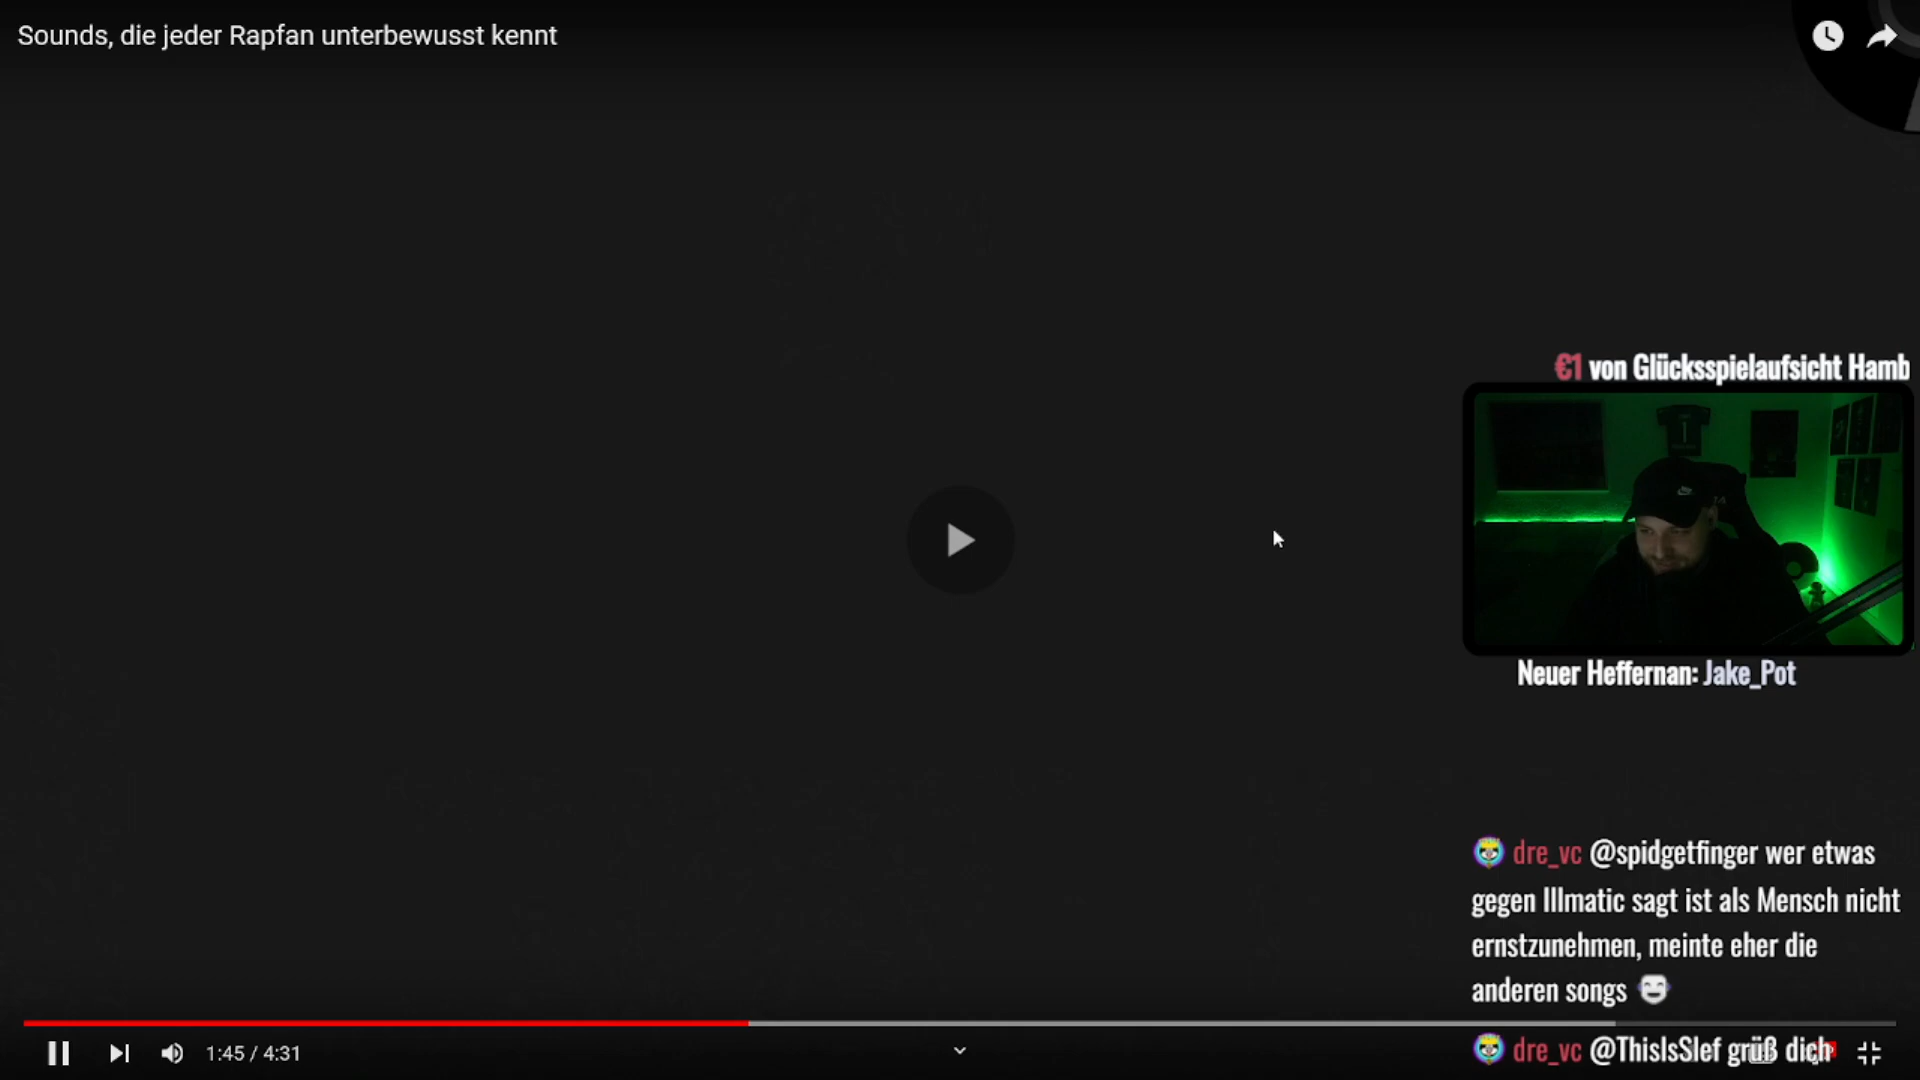 Sounds, die jeder Rapfan unterbewusst kennt
€1 von Glücksspielaufsicht Hamb
Neuer Heffernan: Jake_Pot
dre_vc @spidgetfinger wer etwas
gegen Illmatic sagt ist als Mensch nicht
ernstzunehmen, meinte eher die
anderen songs
dre_vc @ThisIsSlef grüß dich
1:45 / 4:31